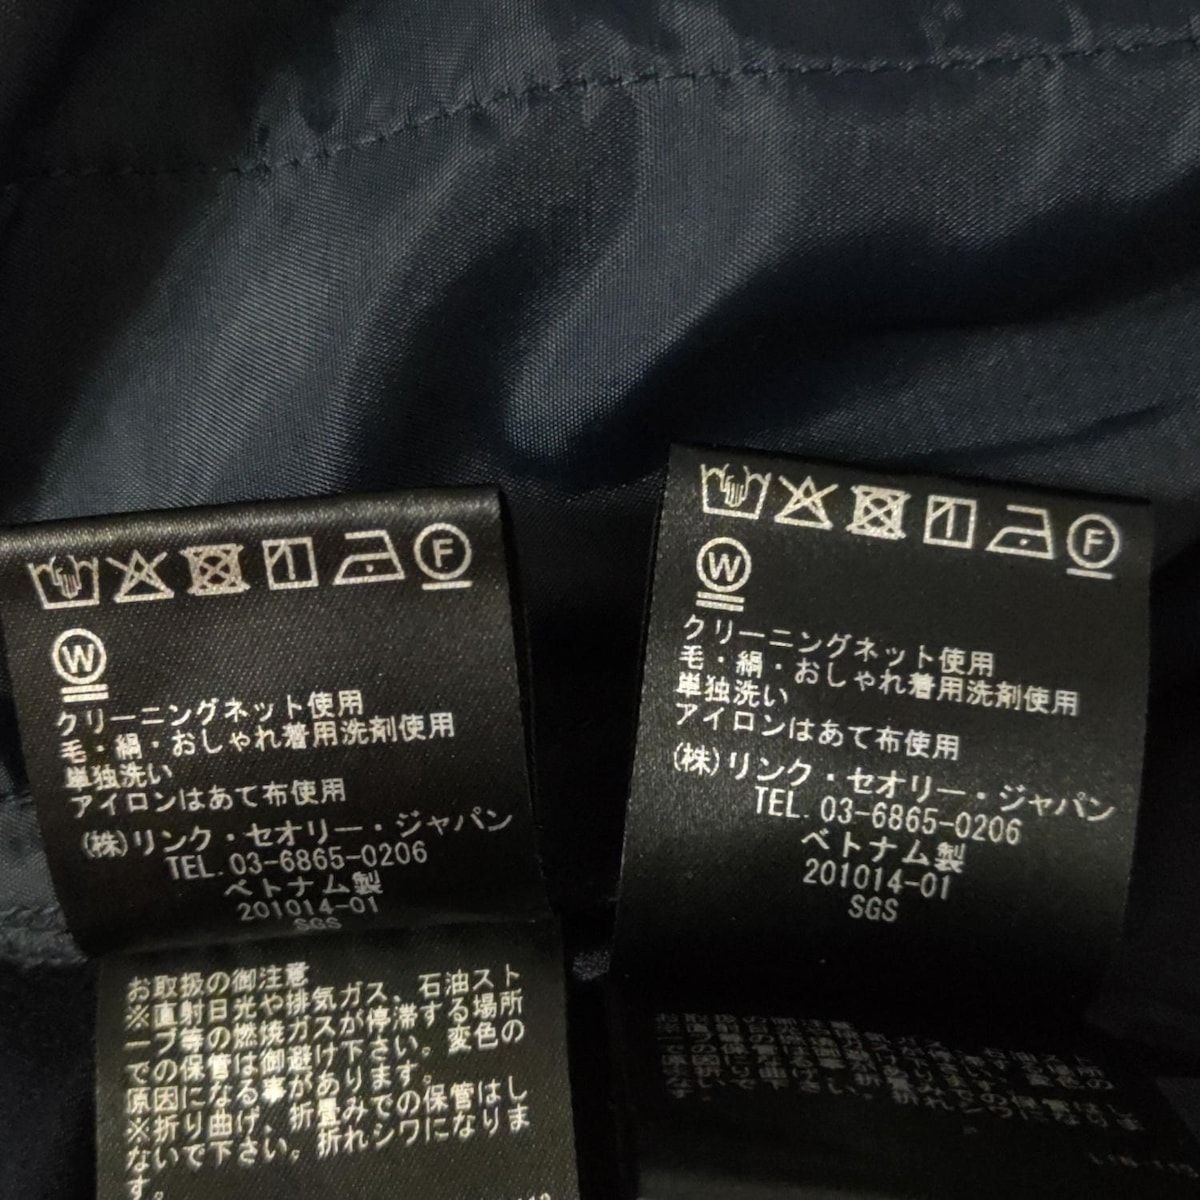 F
W
クリーニングネット使用
毛・絹・おしゃれ着用洗剤使用
単独洗い
アイロンはあて布使用
(株)リンク・セオリー・ジャパン
TEL. 03-6865-0206
ベトナム製
201014-01
SGS
お取扱の御注意
※直射日光や排気ガス、石油スト
ーブ等の燃焼ガスが停滞する場所
での保管は御避け下さい。変色の
原因になる事があります。
※折り曲げ、折畳みでの保管はし
ないで下さい。折れシワになりま
す。
F
W
クリーニングネット使用
毛・絹・おしゃれ着用洗剤使用
単独洗い
アイロンはあて布使用
(株)リンク・セオリー・ジャパン
TEL. 03-6865-0206
ベトナム製
201014-01
SGS